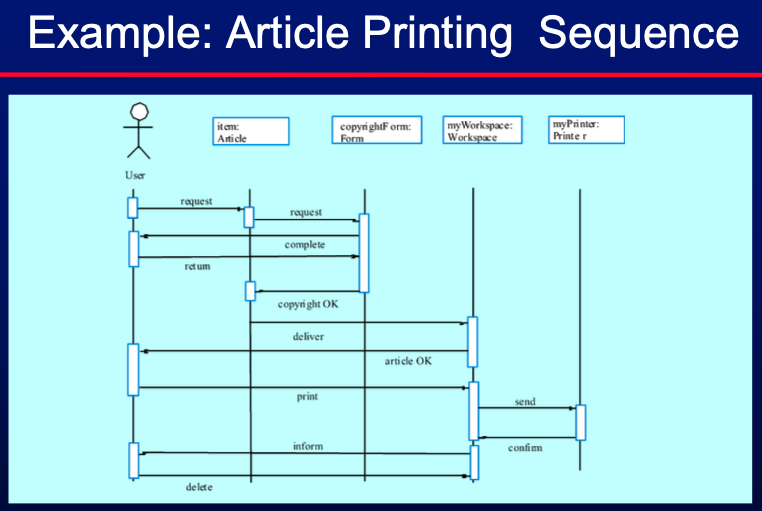 Example: Article Printing Sequence
item:
Article
copyrightForm:
Form
myWorkspace:
Workspace
myPrinter:
Printer
User
request
request
complete
return
copyright OK
deliver
article OK
print
send
inform
confirm
delete